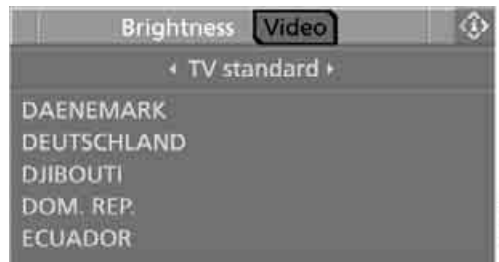 Brightness Video
TV standard
DAENEMARK
DEUTSCHLAND
DJIBOUTI
DOM. REP.
ECUADOR